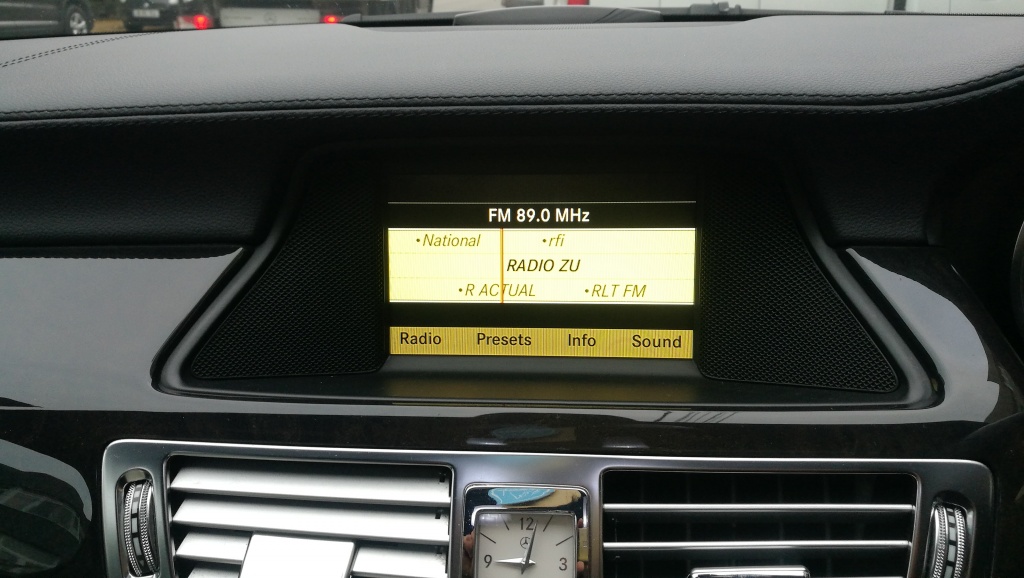 FM 89.0 MHz
•National •rfi
RADIO ZU
•R ACTUAL •RLT FM
Radio Presets Info Sound
12
9 3